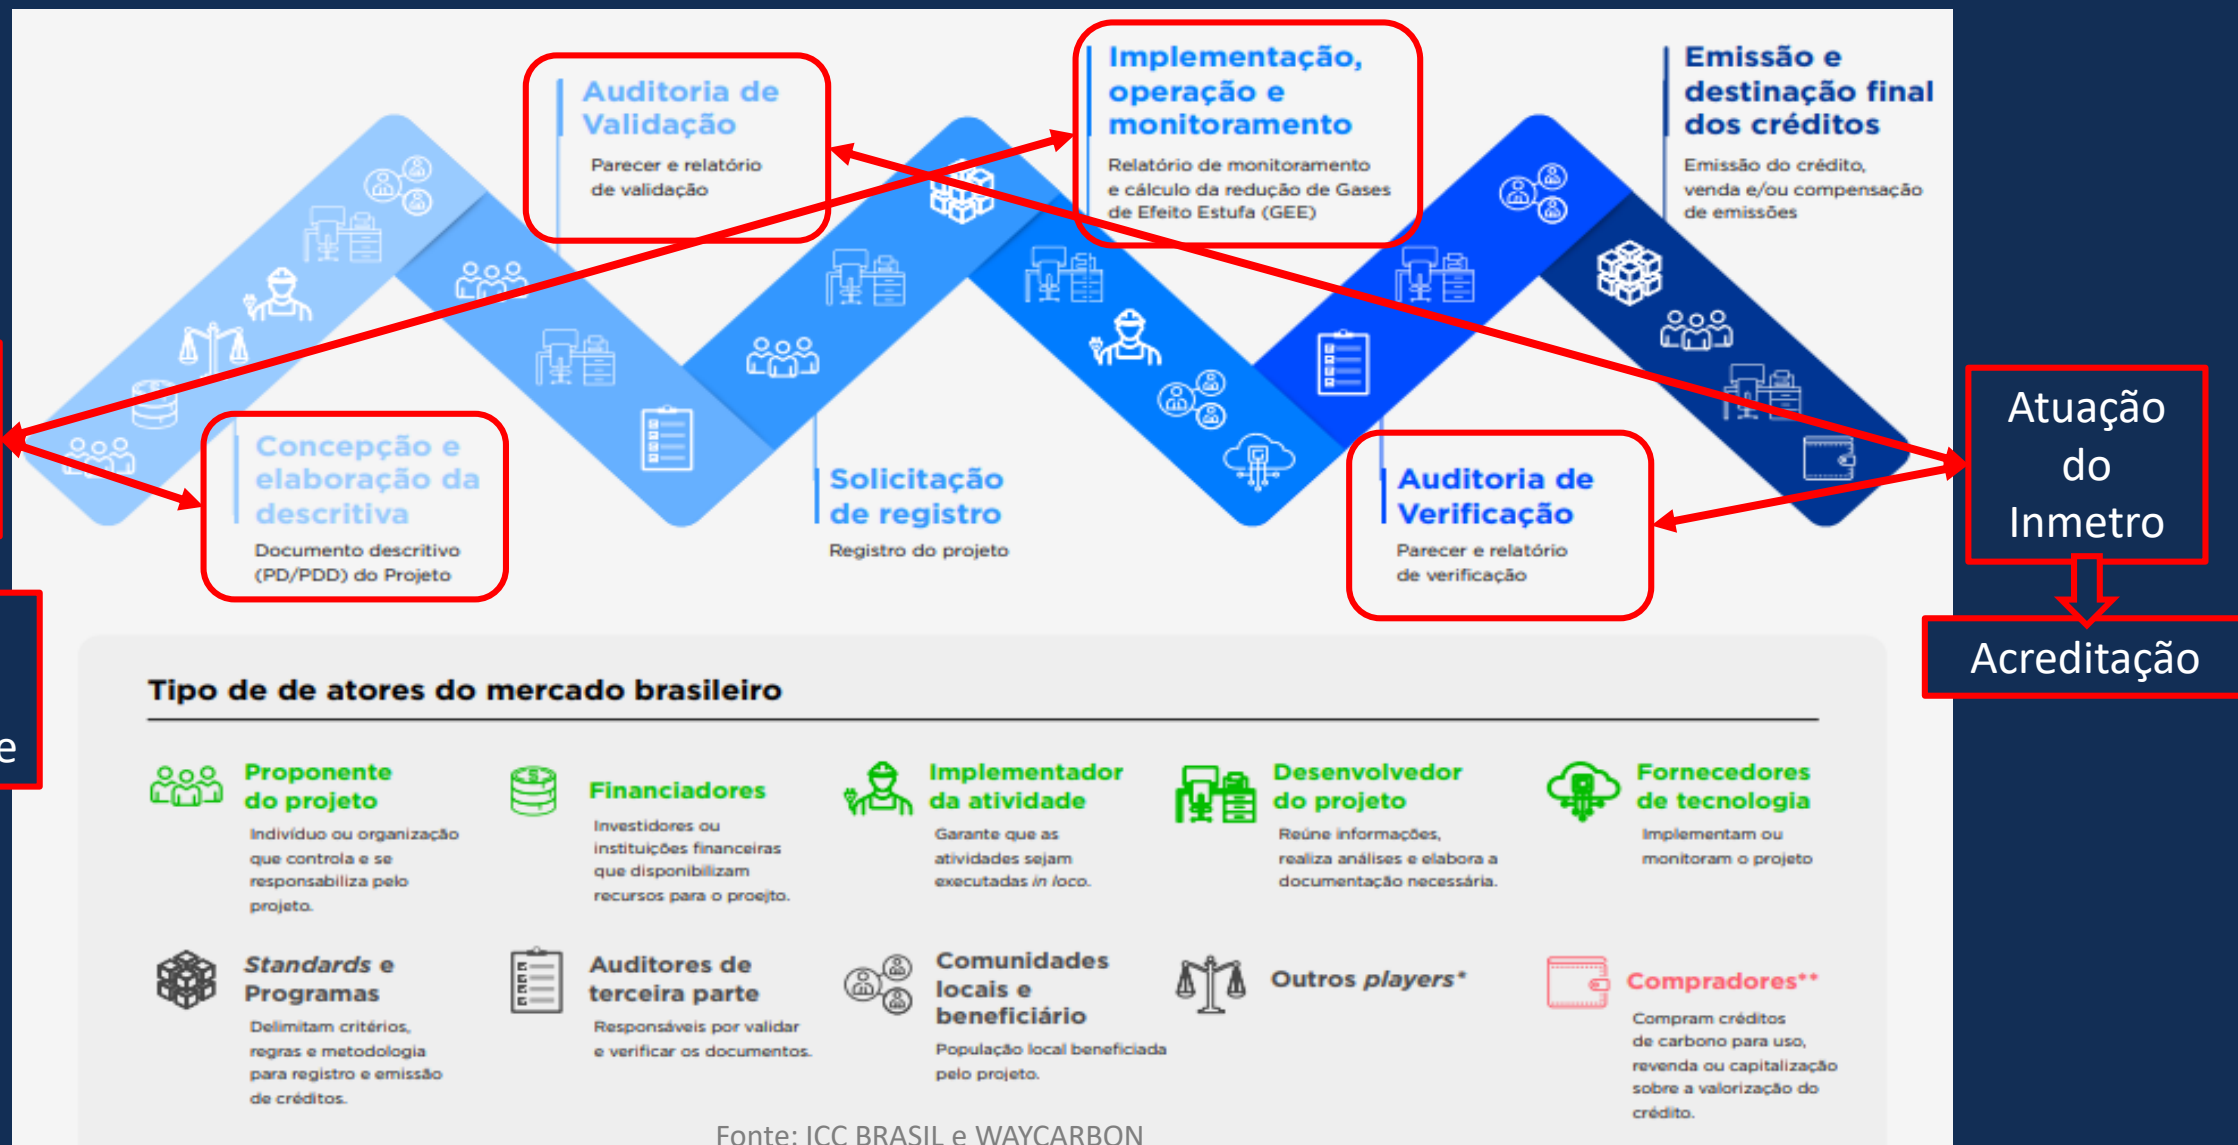 Auditoria de
Validação
Parecer e relatório
de validação
Implementação,
operação e
monitoramento
Relatório de monitoramento
e cálculo da redução de Gases
de Efeito Estufa (GEE)
Emissão e
destinação final
dos créditos
Emissão do crédito,
venda e/ou compensação
de emissões
Concepção e
elaboração da
descritiva
Documento descritivo
(PD/PDD) do Projeto
Solicitação
de registro
Registro do projeto
Auditoria de
Verificação
Parecer e relatório
de verificação
Atuação
do
Inmetro
Acreditação
e
Tipo de de atores do mercado brasileiro
Proponente
do projeto
Indivíduo ou organização
que controla e se
responsabiliza pelo
projeto.
Financiadores
Investidores ou
instituições financeiras
que disponibilizam
recursos para o proejto.
Implementador
da atividade
Garante que as
atividades sejam
executadas in loco.
Desenvolvedor
do projeto
Reúne informações,
realiza análises e elabora a
documentação necessária.
Fornecedores
de tecnologia
Implementam ou
monitoram o projeto
Standards e
Programas
Delimitam critérios,
regras e metodologia
para registro e emissão
de créditos.
Auditores de
terceira parte
Responsáveis por validar
e verificar os documentos.
Comunidades
locais e
beneficiário
População local beneficiada
pelo projeto.
Outros players*
Compradores**
Compram créditos
de carbono para uso,
revenda ou capitalização
sobre a valorização do
crédito.
Fonte: ICC BRASIL e WAYCARBON